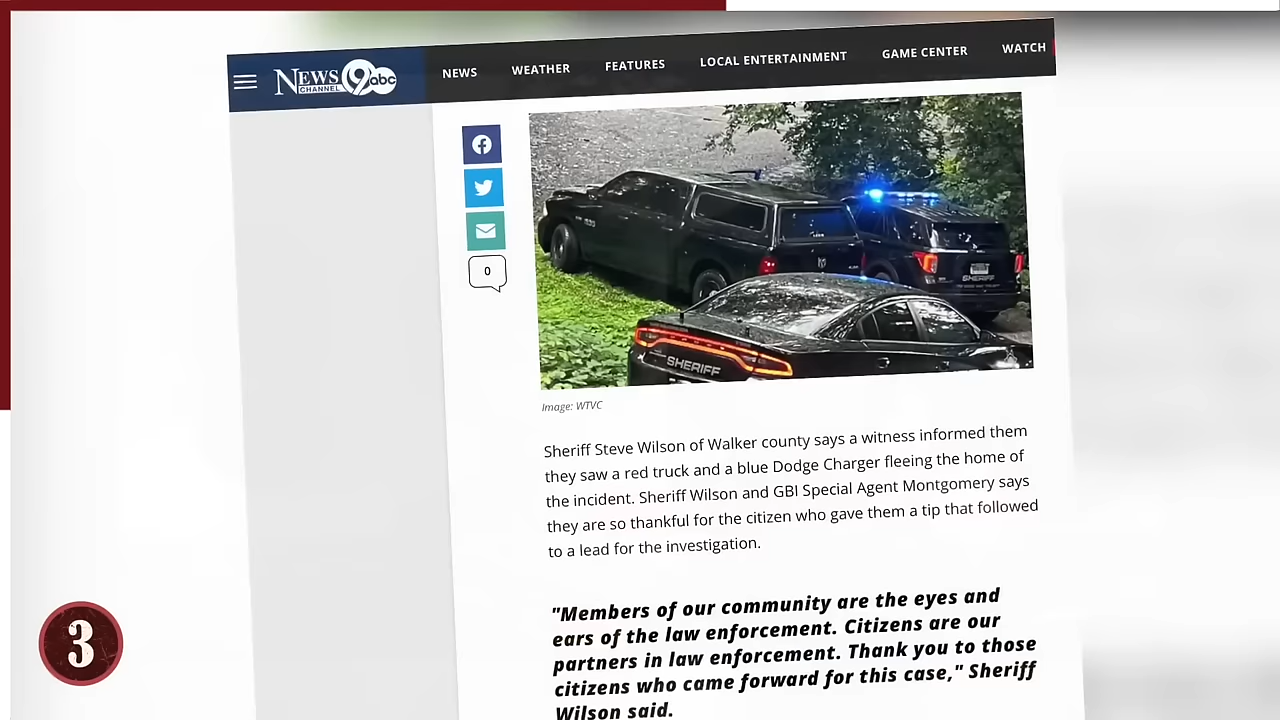 NEWS CHANNEL 9 abc
NEWS WEATHER FEATURES LOCAL ENTERTAINMENT GAME CENTER WATCH
0
SHERIFF
SHERIFF
Image: WTVC
Sheriff Steve Wilson of Walker county says a witness informed them
they saw a red truck and a blue Dodge Charger fleeing the home of
the incident. Sheriff Wilson and GBI Special Agent Montgomery says
they are so thankful for the citizen who gave them a tip that followed
to a lead for the investigation.
"Members of our community are the eyes and
ears of the law enforcement. Citizens are our
partners in law enforcement. Thank you to those
citizens who came forward for this case," Sheriff
Wilson said.
3